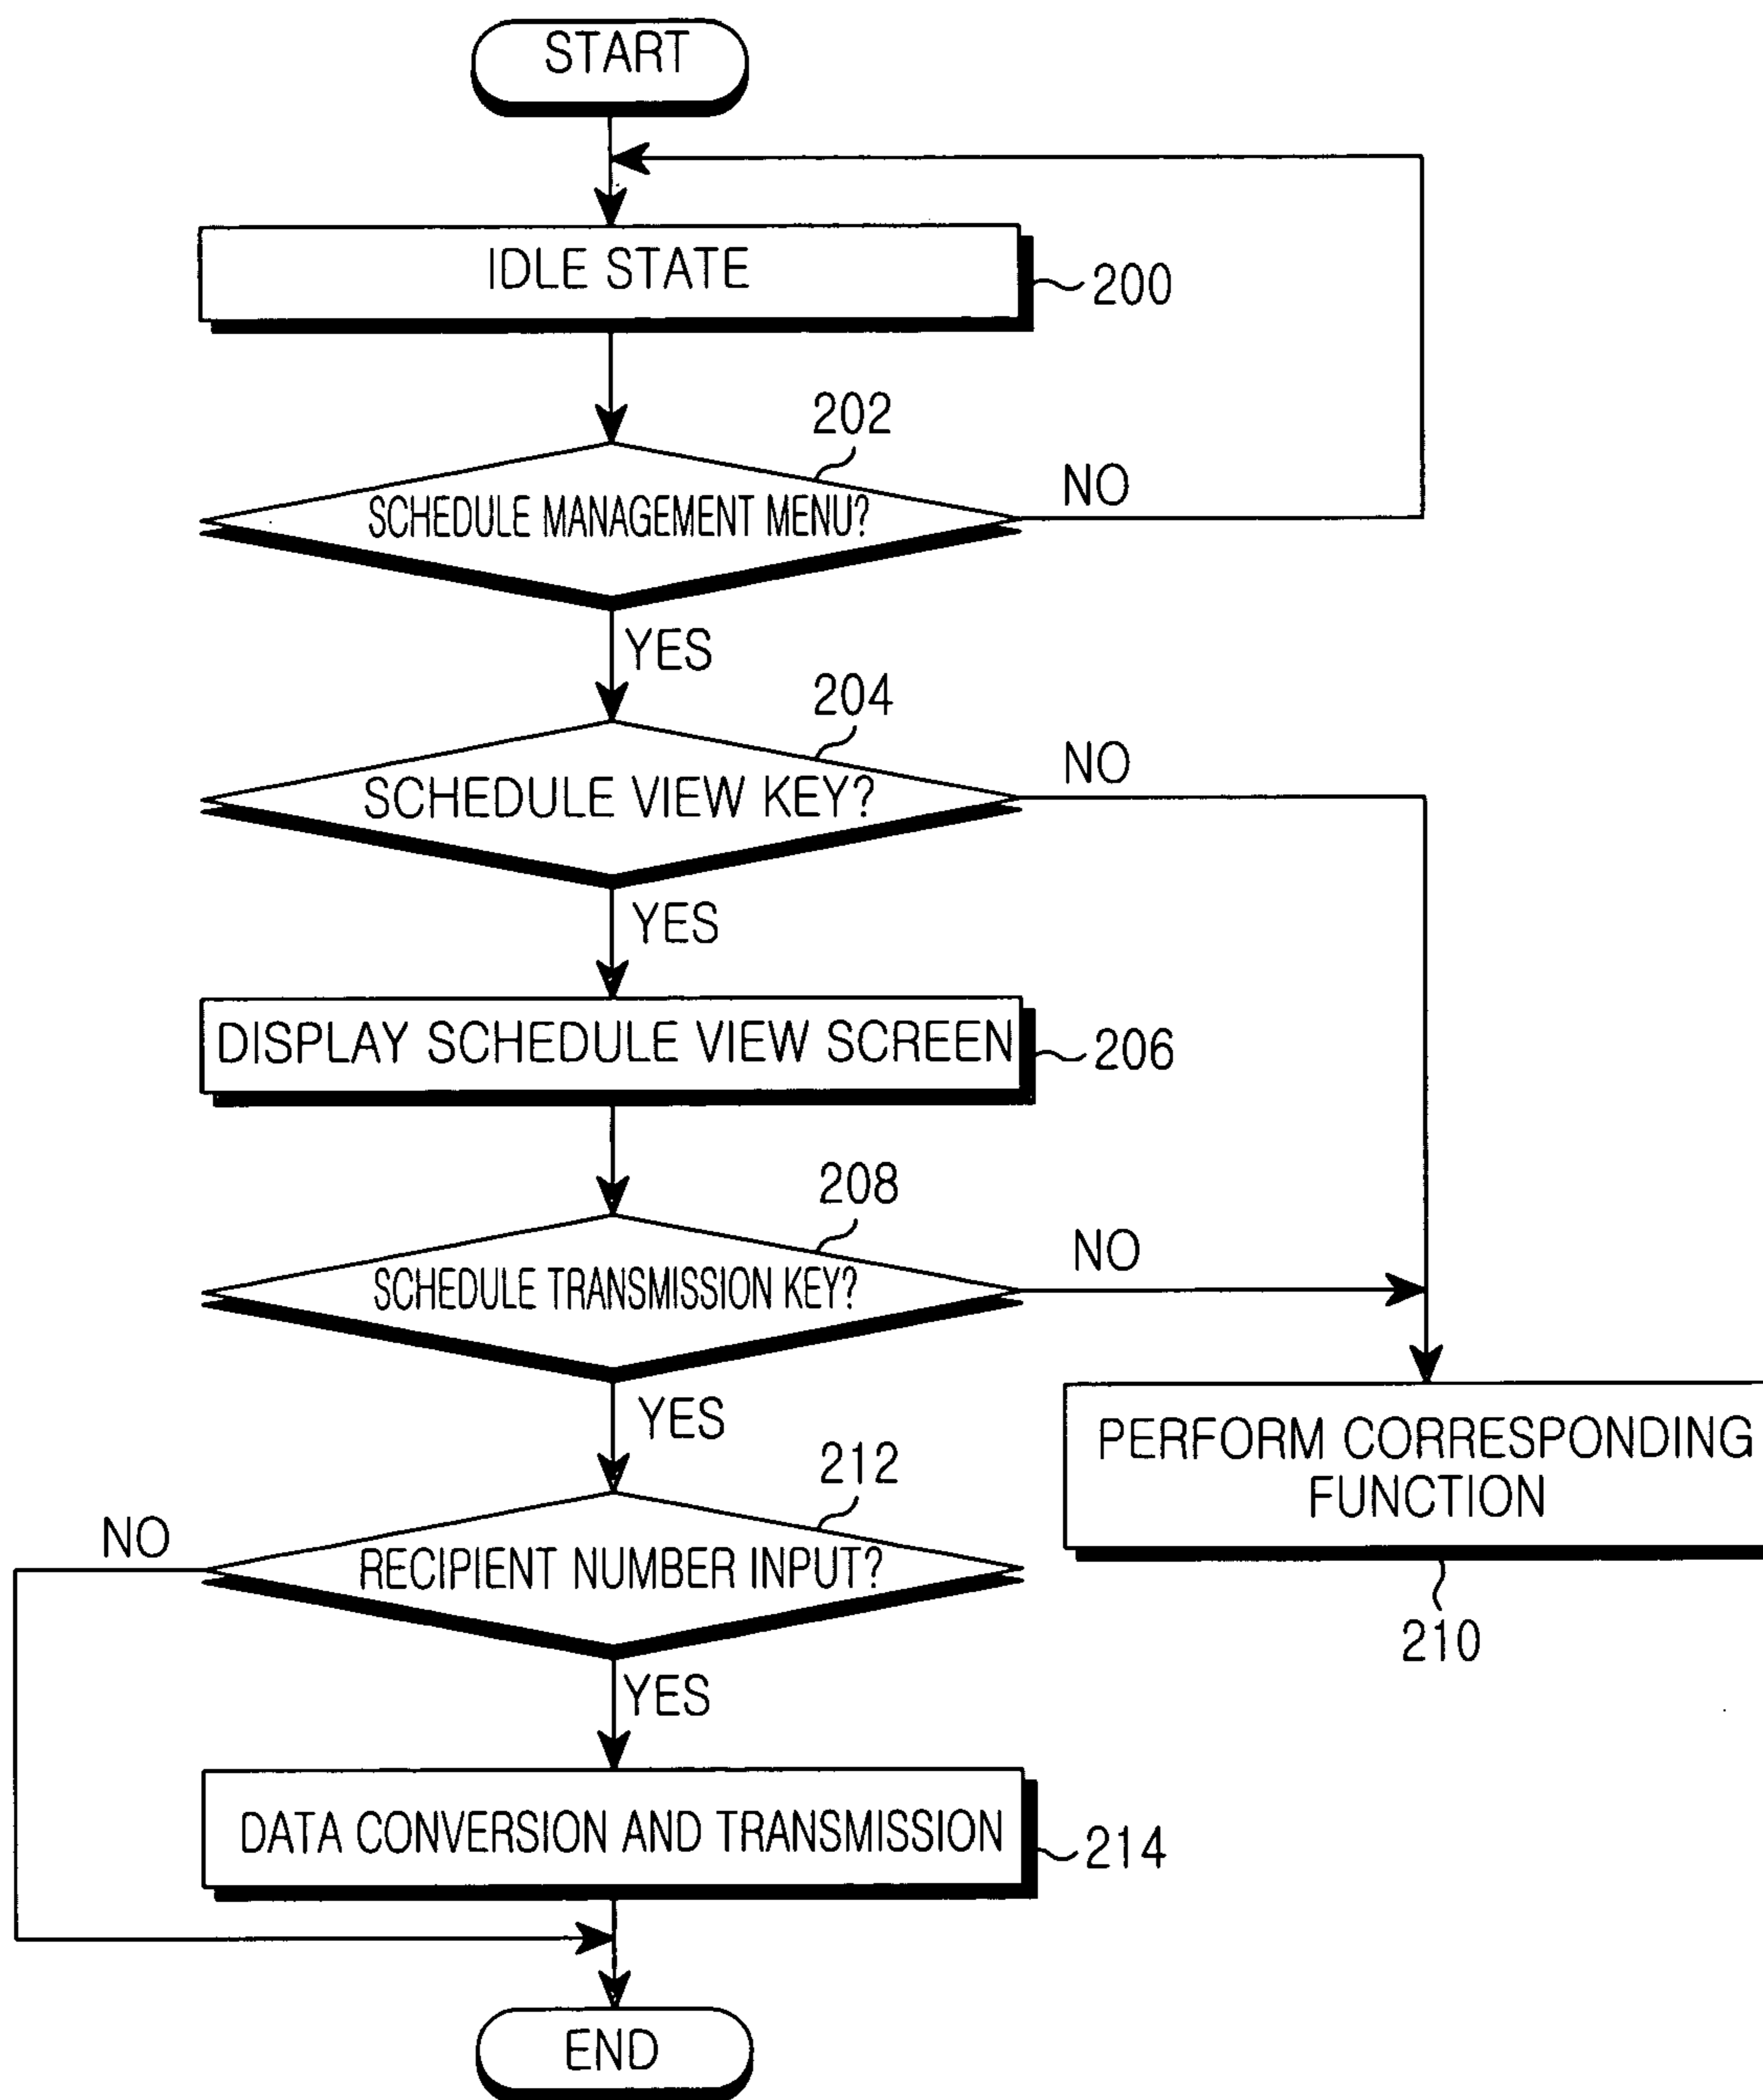 START
IDLE STATE
200
202
SCHEDULE MANAGEMENT MENU?
NO
YES
204
SCHEDULE VIEW KEY?
NO
YES
DISPLAY SCHEDULE VIEW SCREEN
206
208
SCHEDULE TRANSMISSION KEY?
NO
YES
PERFORM CORRESPONDING
FUNCTION
210
212
RECIPIENT NUMBER INPUT?
NO
YES
DATA CONVERSION AND TRANSMISSION
214
END